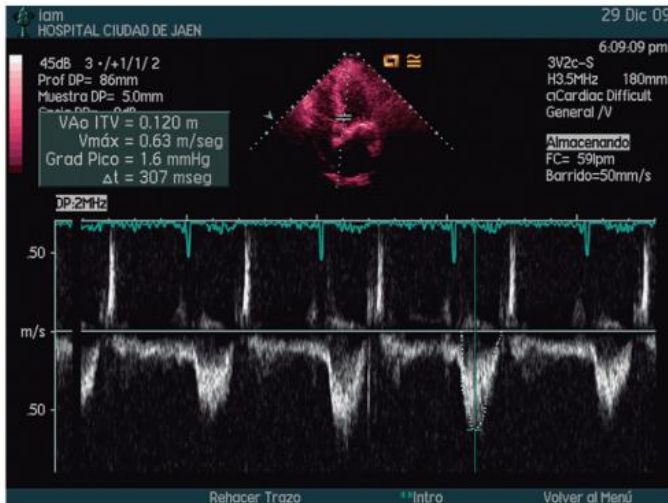 iam
29 Dic 09
HOSPITAL CIUDAD DE JAEN
6:09:09 pm
45dB 3 •/+1/1/2
Prof DP= 86mm
Muestra DP= 5.0mm
VAo ITV = 0.120 m
Vmáx = 0.63 m/seg
Grad Pico = 1.6 mmHg
Δt = 307 mseg
3V2c-S
H3.5MHz 180mm
Cardiac Difficult
General /V
Almacenando
FC= 59lpm
Barrido=50mm/s
DP:2MHz
.50
m/s
.50
Rehacer Trazo
Intro
Volver al Menú